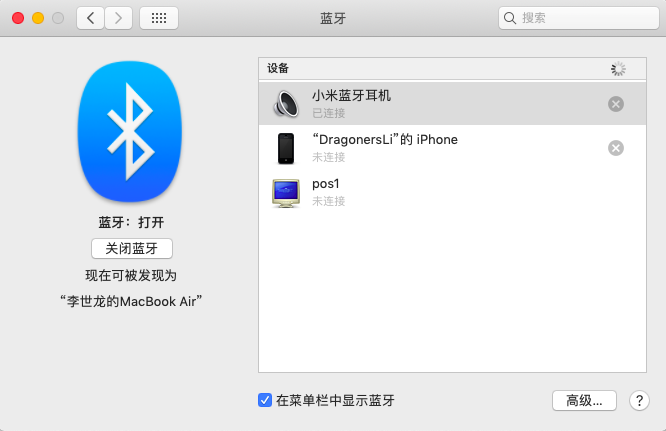 蓝牙
搜索
设备
小米蓝牙耳机
已连接
“DragonersLi”的 iPhone
未连接
pos1
未连接
蓝牙：打开
关闭蓝牙
现在可被发现为
“李世龙的MacBook Air”
在菜单栏中显示蓝牙
高级...
?